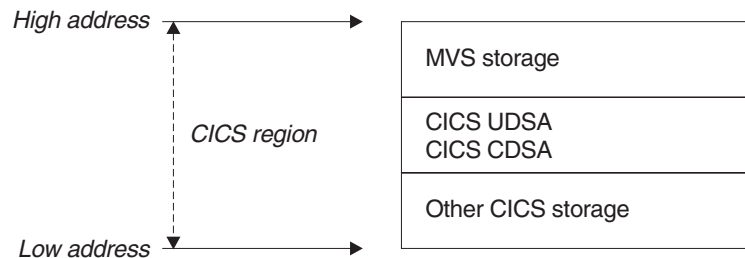 High address
MVS storage
CICS region
CICS UDSA
CICS CDSA
Other CICS storage
Low address